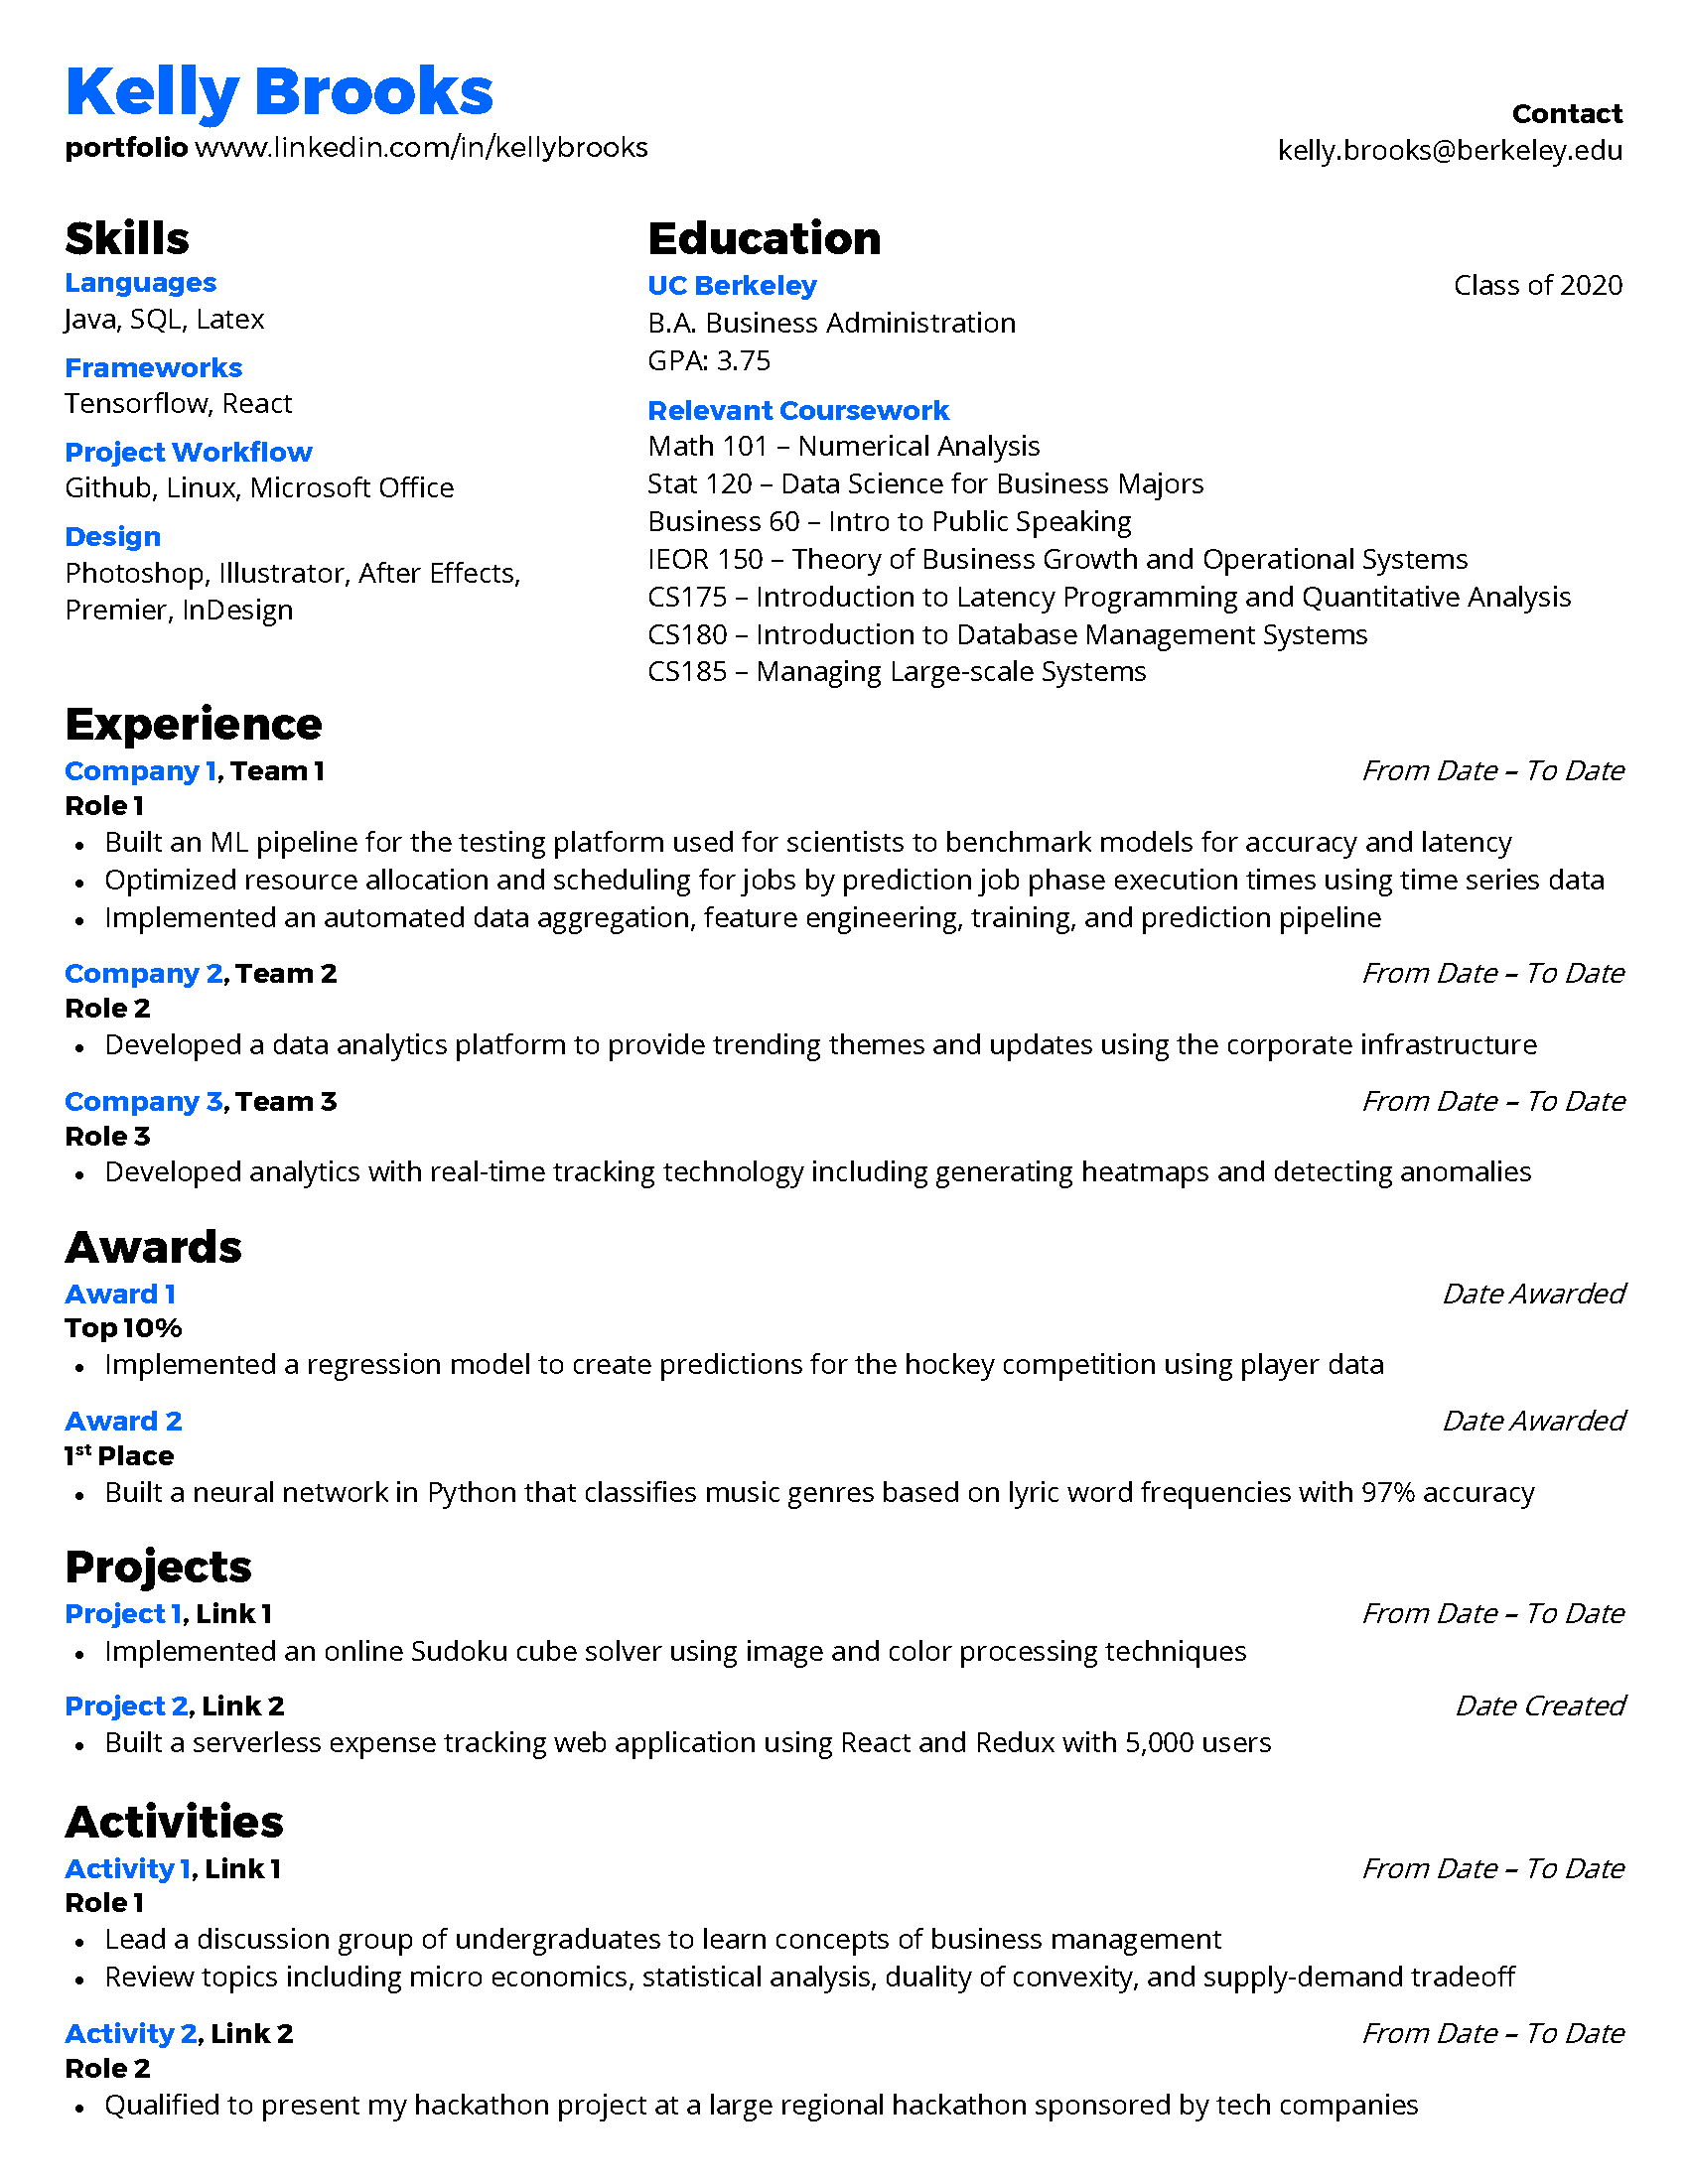 Kelly Brooks
portfolio www.linkedin.com/in/kellybrooks
Contact
kelly.brooks@berkeley.edu
Skills
Languages
Java, SQL, Latex
Frameworks
Tensorflow, React
Project Workflow
Github, Linux, Microsoft Office
Design
Photoshop, Illustrator, After Effects,
Premier, InDesign
Education
UC Berkeley Class of 2020
B.A. Business Administration
GPA: 3.75
Relevant Coursework
Math 101 – Numerical Analysis
Stat 120 – Data Science for Business Majors
Business 60 – Intro to Public Speaking
IEOR 150 – Theory of Business Growth and Operational Systems
CS175 – Introduction to Latency Programming and Quantitative Analysis
CS180 – Introduction to Database Management Systems
CS185 – Managing Large-scale Systems
Experience
Company 1, Team 1 From Date – To Date
Role 1
• Built an ML pipeline for the testing platform used for scientists to benchmark models for accuracy and latency
• Optimized resource allocation and scheduling for jobs by prediction job phase execution times using time series data
• Implemented an automated data aggregation, feature engineering, training, and prediction pipeline
Company 2, Team 2 From Date – To Date
Role 2
• Developed a data analytics platform to provide trending themes and updates using the corporate infrastructure
Company 3, Team 3 From Date – To Date
Role 3
• Developed analytics with real-time tracking technology including generating heatmaps and detecting anomalies
Awards
Award 1 Date Awarded
Top 10%
• Implemented a regression model to create predictions for the hockey competition using player data
Award 2 Date Awarded
1st Place
• Built a neural network in Python that classifies music genres based on lyric word frequencies with 97% accuracy
Projects
Project 1, Link 1 From Date – To Date
• Implemented an online Sudoku cube solver using image and color processing techniques
Project 2, Link 2 Date Created
• Built a serverless expense tracking web application using React and Redux with 5,000 users
Activities
Activity 1, Link 1 From Date – To Date
Role 1
• Lead a discussion group of undergraduates to learn concepts of business management
• Review topics including micro economics, statistical analysis, duality of convexity, and supply-demand tradeoff
Activity 2, Link 2 From Date – To Date
Role 2
• Qualified to present my hackathon project at a large regional hackathon sponsored by tech companies